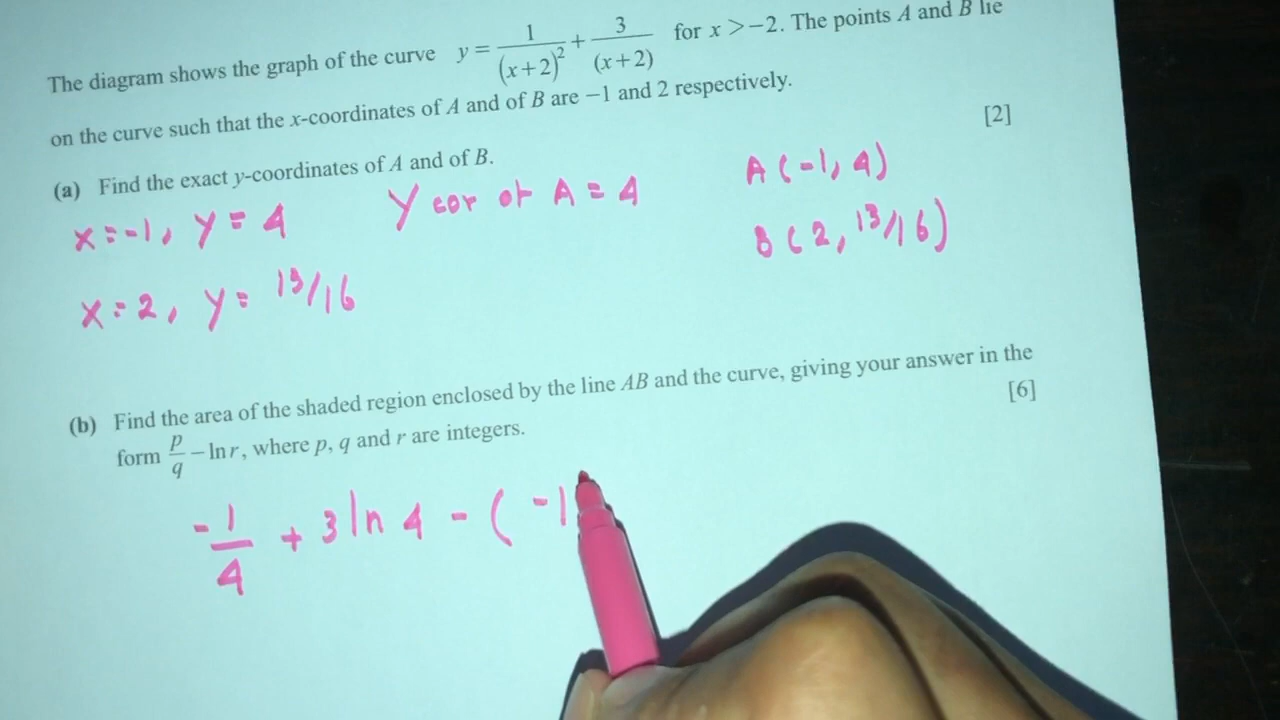 The diagram shows the graph of the curve y = 1/(x+2)² + 3/(x+2) for x > −2. The points A and B lie
on the curve such that the x-coordinates of A and of B are −1 and 2 respectively.
(a) Find the exact y-coordinates of A and of B. [2]
x=-1, y=4 Y cor of A = 4 A(-1, 4)
x=2, y= 13/16 B(2, 13/16)
(b) Find the area of the shaded region enclosed by the line AB and the curve, giving your answer in the
form p/q − ln r, where p, q and r are integers. [6]
-1/4 + 3 ln 4 - ( -1